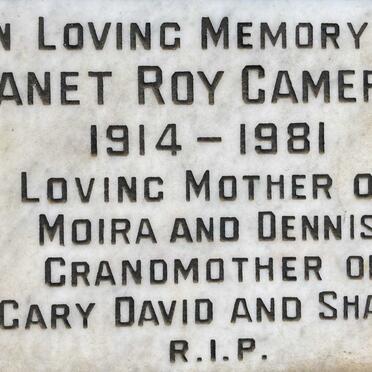 N LOVING MEMORY
ANET ROY CAMER
1914 – 1981
LOVING MOTHER O
MOIRA AND DENNIS
GRANDMOTHER OF
GARY DAVID AND SHA
R.I.P.